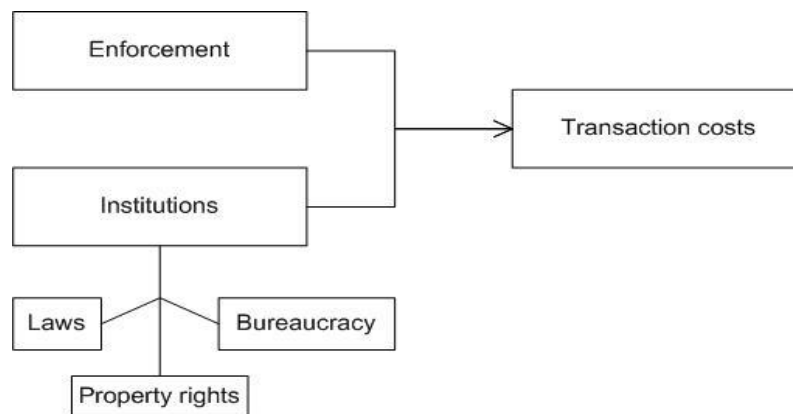 Enforcement
Transaction costs
Institutions
Laws
Bureaucracy
Property rights